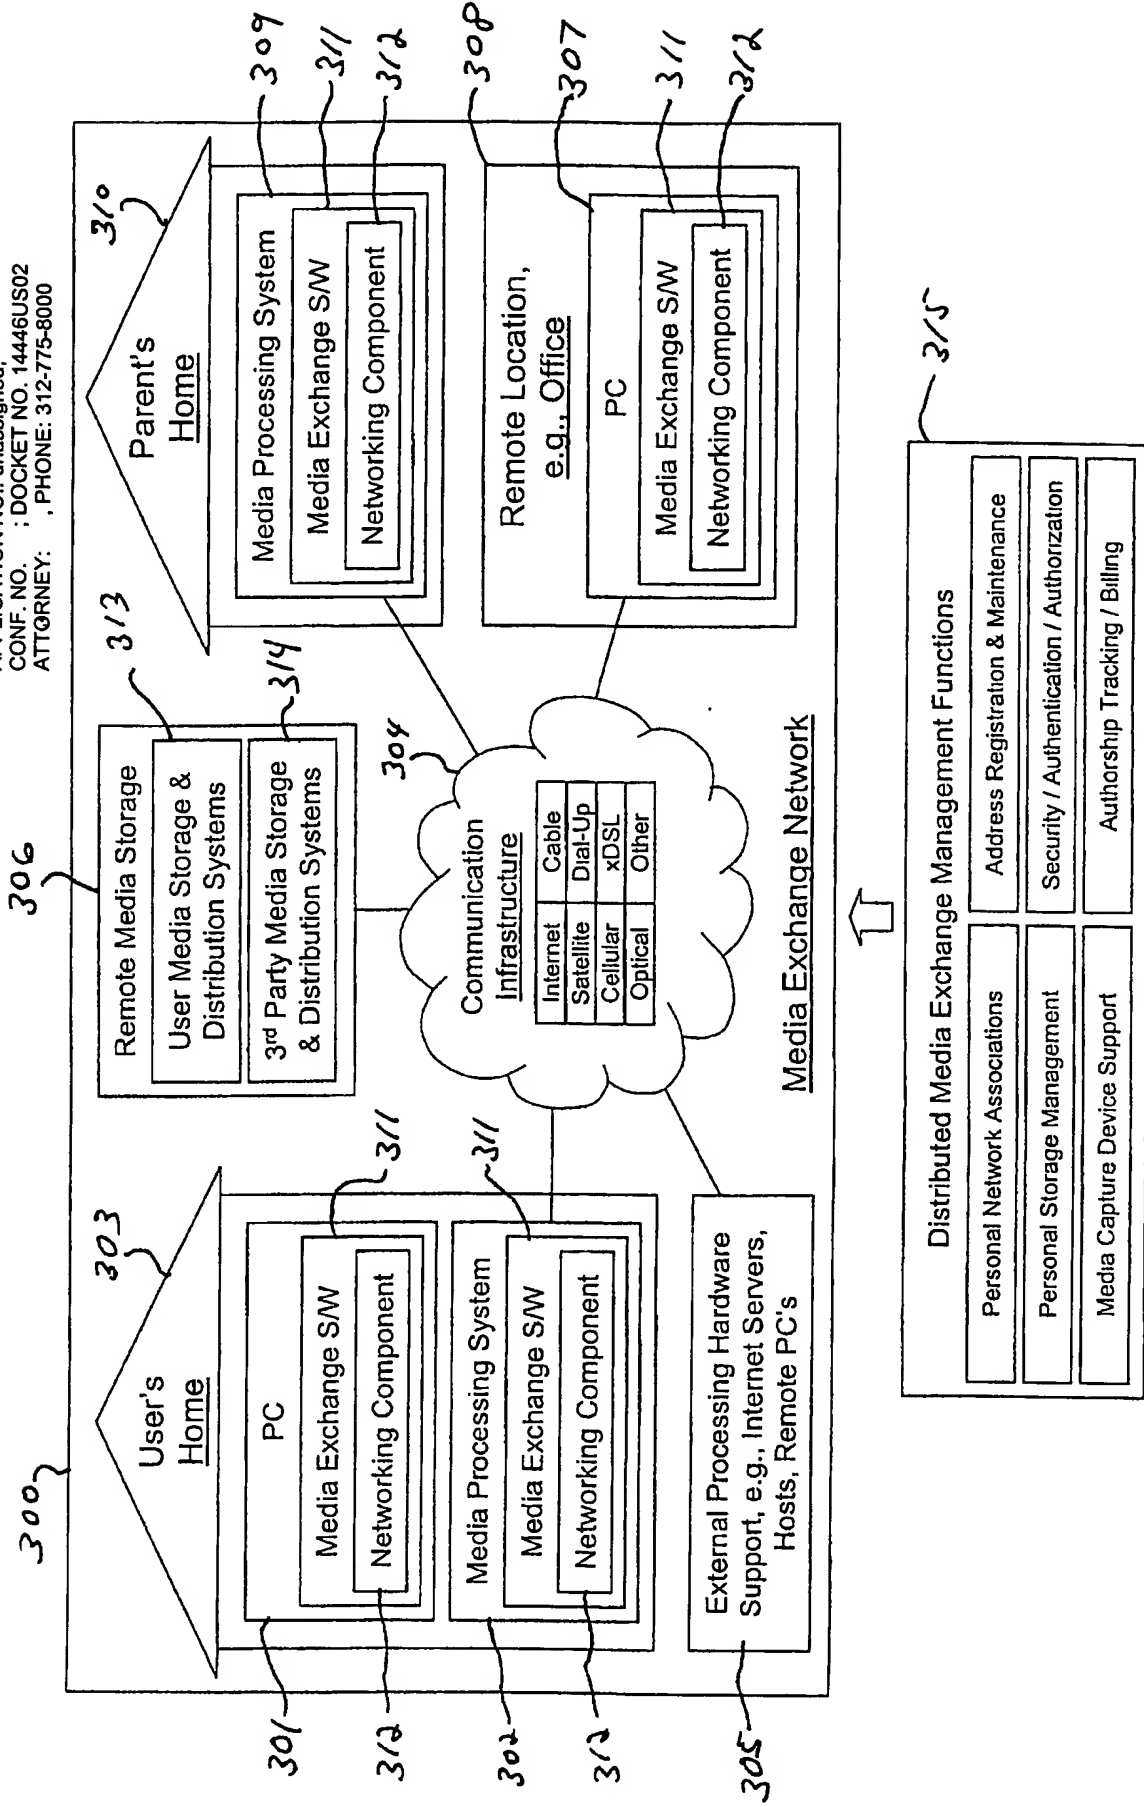 CONF. NO. : DOCKET NO. 14446US02
ATTORNEY: , PHONE: 312-775-8000
300
303
User's
Home
PC
Media Exchange S/W
Networking Component
Media Processing System
Media Exchange S/W
Networking Component
301
312
302
312
311
311
External Processing Hardware
Support, e.g., Internet Servers,
Hosts, Remote PC's
305
306
Remote Media Storage
User Media Storage &
Distribution Systems
3rd Party Media Storage
& Distribution Systems
313
314
304
Communication
Infrastructure
Internet Cable
Satellite Dial-Up
Cellular xDSL
Optical Other
Media Exchange Network
310
Parent's
Home
Media Processing System
Media Exchange S/W
Networking Component
309
311
312
308
Remote Location,
e.g., Office
PC
Media Exchange S/W
Networking Component
307
311
312
315
Distributed Media Exchange Management Functions
Personal Network Associations
Address Registration & Maintenance
Personal Storage Management
Security / Authentication / Authorization
Media Capture Device Support
Authorship Tracking / Billing